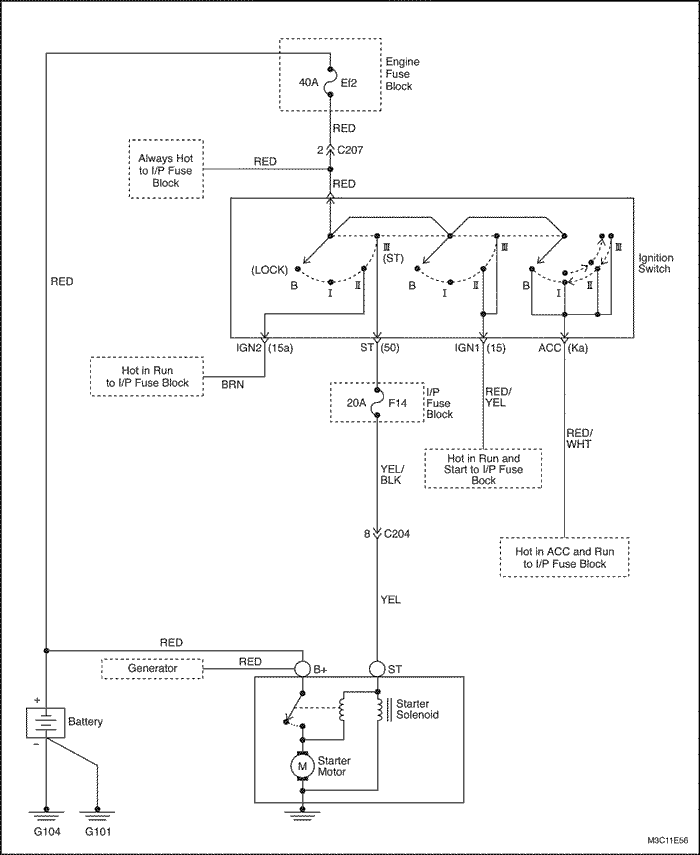 Engine
Fuse
Block
40A
Ef2
RED
2
C207
Always Hot
to I/P Fuse
Block
RED
RED
RED
(LOCK)
B
I
II
III
(ST)
B
I
II
III
B
I
II
III
Ignition
Switch
IGN2 (15a)
ST (50)
IGN1 (15)
ACC (Ka)
Hot in Run
to I/P Fuse Block
BRN
20A
F14
I/P
Fuse
Block
RED/
YEL
RED/
WHT
Hot in Run and
Start to I/P Fuse
Bock
YEL/
BLK
8
C204
Hot in ACC and Run
to I/P Fuse Block
YEL
RED
Generator
RED
B+
ST
+
Battery
−
Starter
Solenoid
M
Starter
Motor
G104
G101
M3C11E56